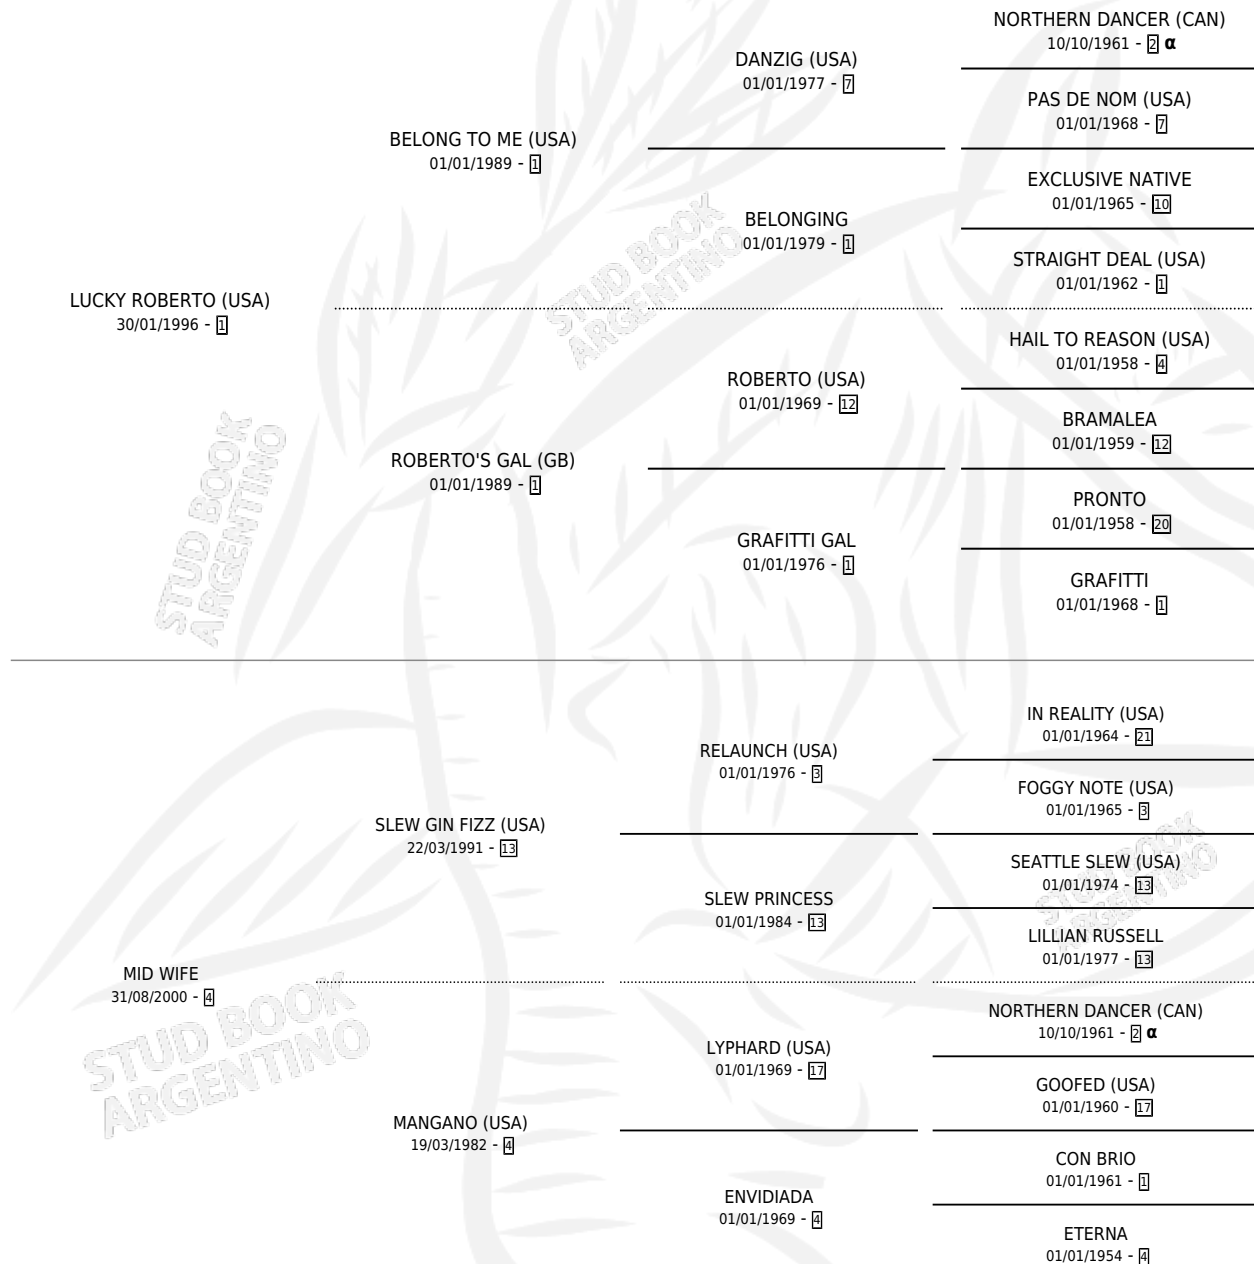 NORTHERN DANCER (CAN)
10/10/1961 - 2 α
DANZIG (USA)
01/01/1977 - 7
PAS DE NOM (USA)
01/01/1968 - 7
BELONG TO ME (USA)
01/01/1989 - 1
EXCLUSIVE NATIVE
01/01/1965 - 10
BELONGING
01/01/1979 - 1
STRAIGHT DEAL (USA)
01/01/1962 - 1
LUCKY ROBERTO (USA)
30/01/1996 - 1
HAIL TO REASON (USA)
01/01/1958 - 4
ROBERTO (USA)
01/01/1969 - 12
BRAMALEA
01/01/1959 - 12
ROBERTO'S GAL (GB)
01/01/1989 - 1
PRONTO
01/01/1958 - 20
GRAFITTI GAL
01/01/1976 - 1
GRAFITTI
01/01/1968 - 1
IN REALITY (USA)
01/01/1964 - 21
RELAUNCH (USA)
01/01/1976 - 3
FOGGY NOTE (USA)
01/01/1965 - 3
SLEW GIN FIZZ (USA)
22/03/1991 - 13
SEATTLE SLEW (USA)
01/01/1974 - 13
SLEW PRINCESS
01/01/1984 - 13
LILLIAN RUSSELL
01/01/1977 - 13
MID WIFE
31/08/2000 - 4
NORTHERN DANCER (CAN)
10/10/1961 - 2 α
LYPHARD (USA)
01/01/1969 - 17
GOOFED (USA)
01/01/1960 - 17
MANGANO (USA)
19/03/1982 - 4
CON BRIO
01/01/1961 - 1
ENVIDIADA
01/01/1969 - 4
ETERNA
01/01/1954 - 4
STUD BOOK
ARGENTINO
STUD BOOK
ARGENTINO
STUD BOOK
ARGENTINO
STUD BOOK
ARGENTINO